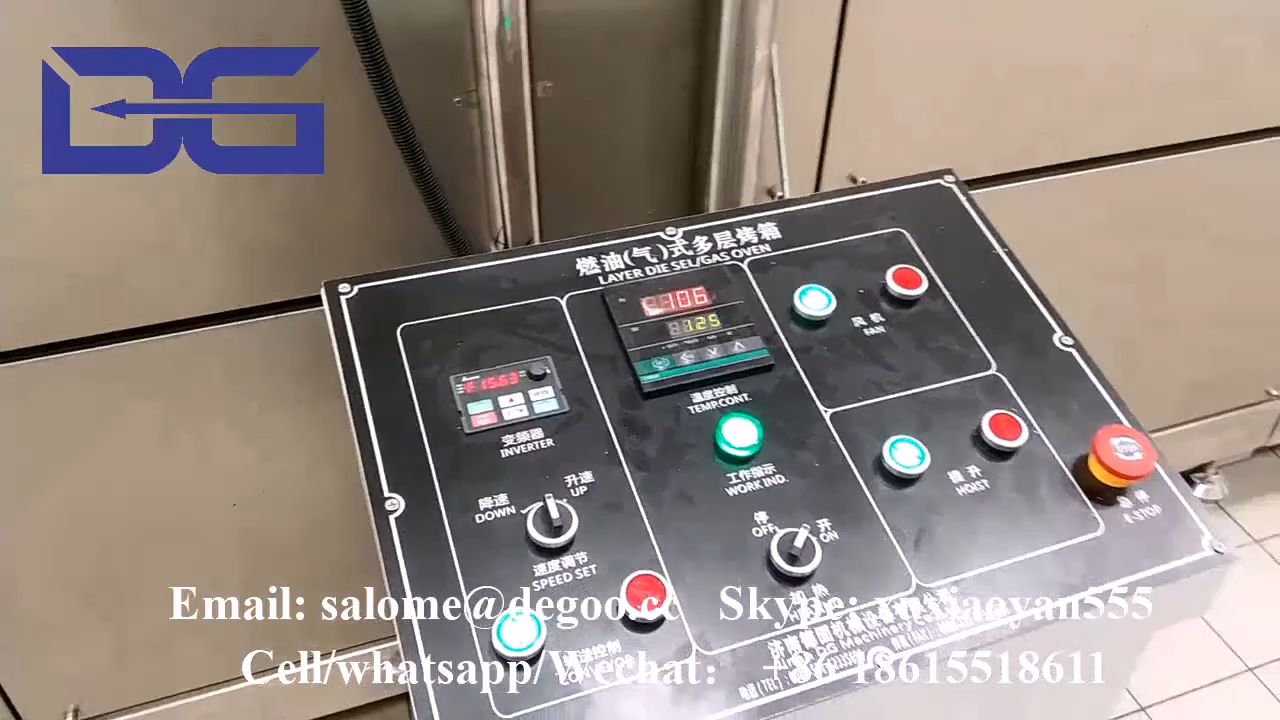 DG
燃油(气)式多层烤箱
LAYER DIE SEL/GAS OVEN
106
125
F 15.63
变频器
INVERTER
温度控制
TEMP.CONT.
风机
FAN
降速
DOWN
升速
UP
速度调节
SPEED SET
工作指示
WORK IND.
停
OFF
开
ON
提升
HOIST
急停
E-STOP
Email: salome@degoo.cc Skype:
Cell/whatsapp/Wechat: +86 18615518611